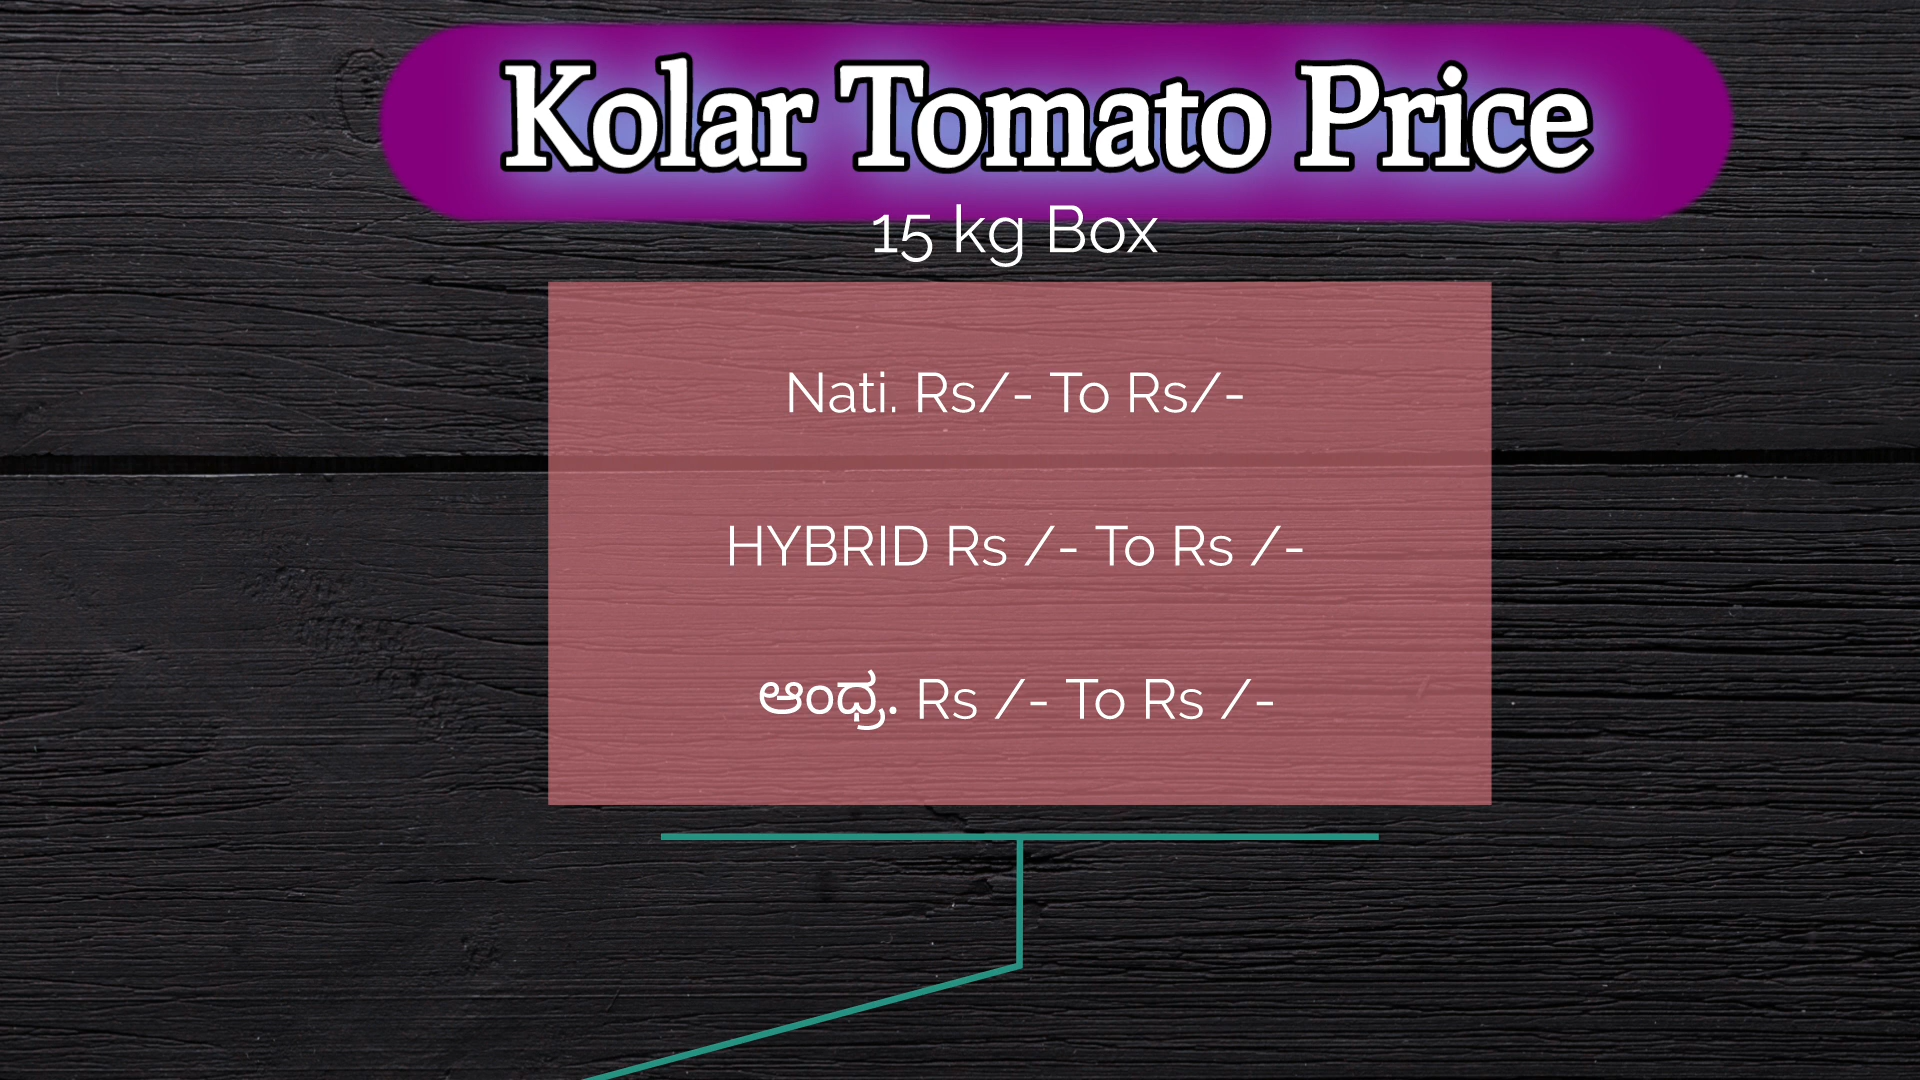 Kolar Tomato Price
15 kg Box
Nati. Rs/- To Rs/-
HYBRID Rs /- To Rs /-
ಆಂಧ್ರ. Rs /- To Rs /-